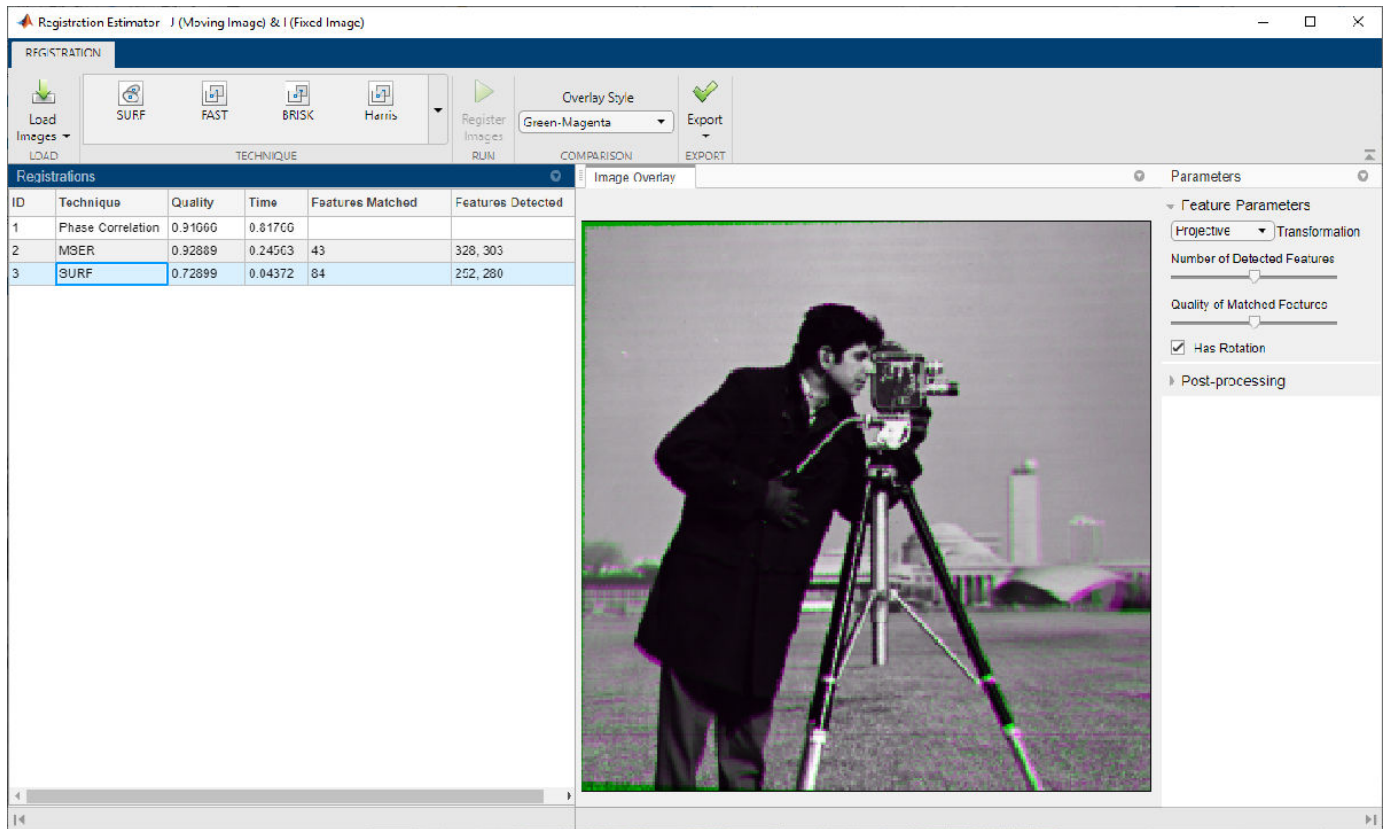 Registration Estimator - J (Moving Image) & I (Fixed Image)
REGISTRATION
Load Images
SURF
FAST
BRISK
Harris
Register Images
Overlay Style
Green-Magenta
Export
LOAD
TECHNIQUE
RUN
COMPARISON
EXPORT
Registrations
ID Technique Quality Time Features Matched Features Detected
1 Phase Correlation 0.91666 0.81766
2 MSER 0.92889 0.24563 43 328, 303
3 SURF 0.72899 0.04372 84 252, 280
Image Overlay
Parameters
Feature Parameters
Projective Transformation
Number of Detected Features
Quality of Matched Features
Has Rotation
Post-processing